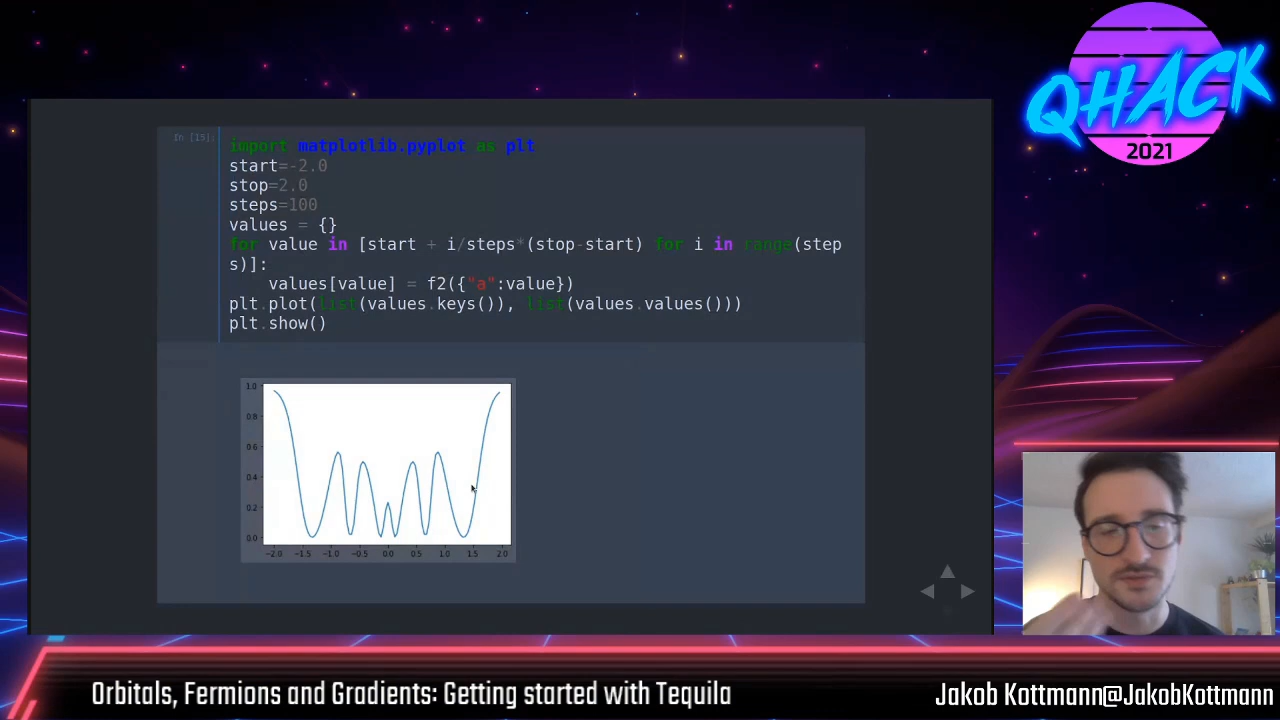 QHACK
2021
In [15]:
import matplotlib.pyplot as plt
start=-2.0
stop=2.0
steps=100
values = {}
for value in [start + i/steps*(stop-start) for i in range(step
s)]:
values[value] = f2({"a":value})
plt.plot(list(values.keys()), list(values.values()))
plt.show()
1.0
0.8
0.6
0.4
0.2
0.0
−2.0 −1.5 −1.0 −0.5 0.0 0.5 1.0 1.5 2.0
Orbitals, Fermions and Gradients: Getting started with Tequila
Jakob Kottmann@JakobKottmann